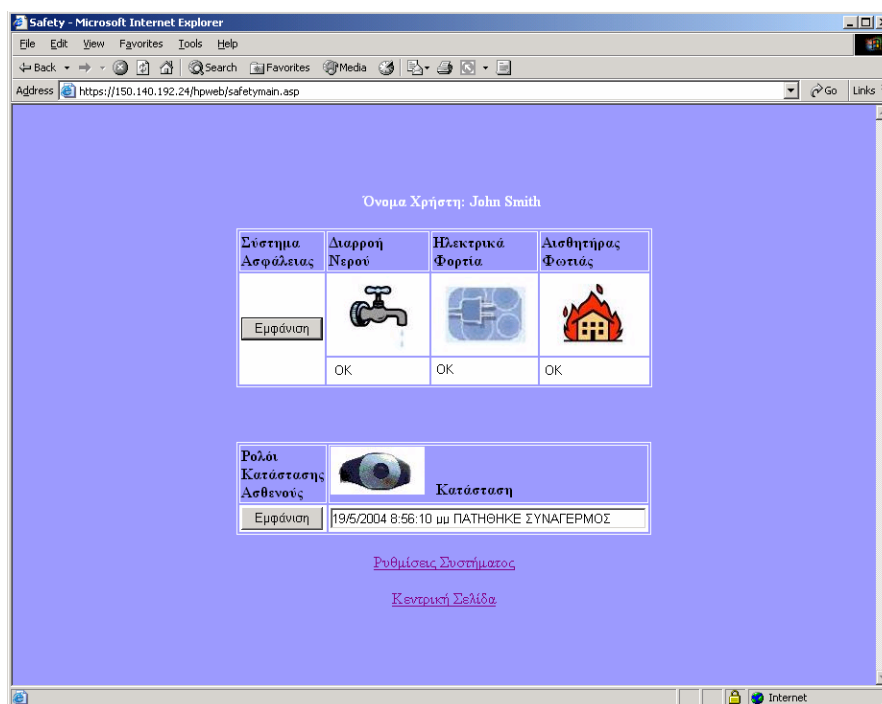 Safety - Microsoft Internet Explorer
File Edit View Favorites Tools Help
Back Search Favorites Media
Address https://150.140.192.24/hpweb/safetymain.asp Go Links
Όνομα Χρήστη: John Smith
Σύστημα Ασφάλειας
Διαρροή Νερού
Ηλεκτρικά Φορτία
Αισθητήρας Φωτιάς
Εμφάνιση
OK OK OK
Ρολόι
Κατάστασης
Ασθενούς
Κατάσταση
Εμφάνιση 19/5/2004 8:56:10 μμ ΠΑΤΗΘΗΚΕ ΣΥΝΑΓΕΡΜΟΣ
Ρυθμίσεις Συστήματος
Κεντρική Σελίδα
Internet